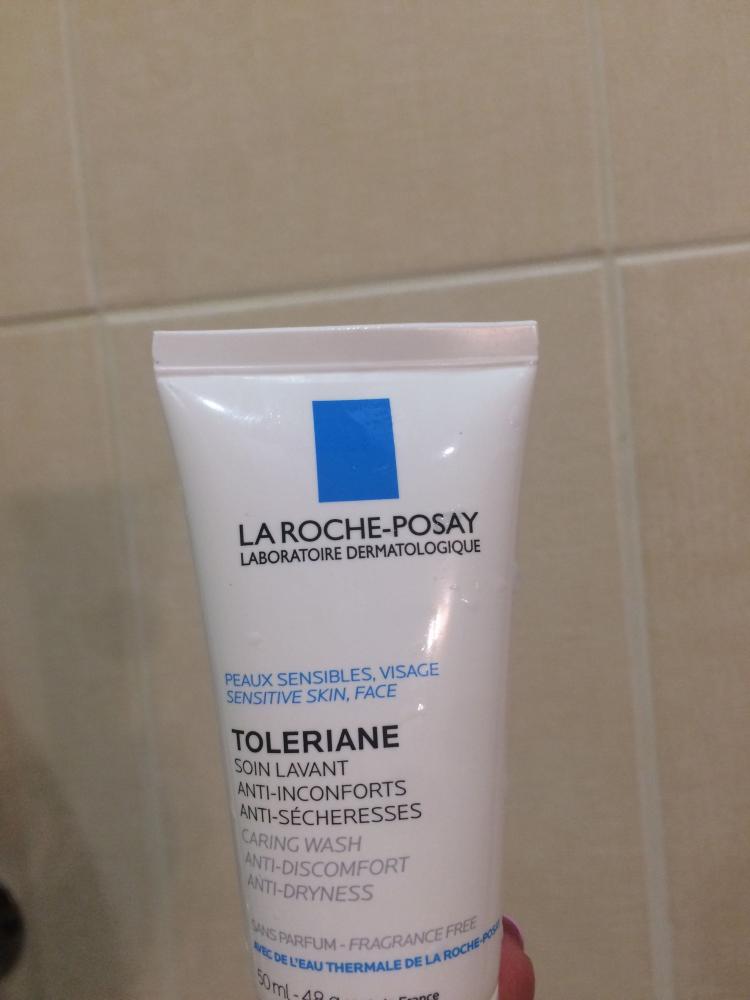 LA ROCHE-POSAY
LABORATOIRE DERMATOLOGIQUE
PEAUX SENSIBLES, VISAGE
SENSITIVE SKIN, FACE
TOLERIANE
SOIN LAVANT
ANTI-INCONFORTS
ANTI-SÉCHERESSES
CARING WASH
ANTI-DISCOMFORT
ANTI-DRYNESS
SANS PARFUM - FRAGRANCE FREE
AVEC DE L'EAU THERMALE DE LA ROCHE-POSAY
50 ml - 48 g France